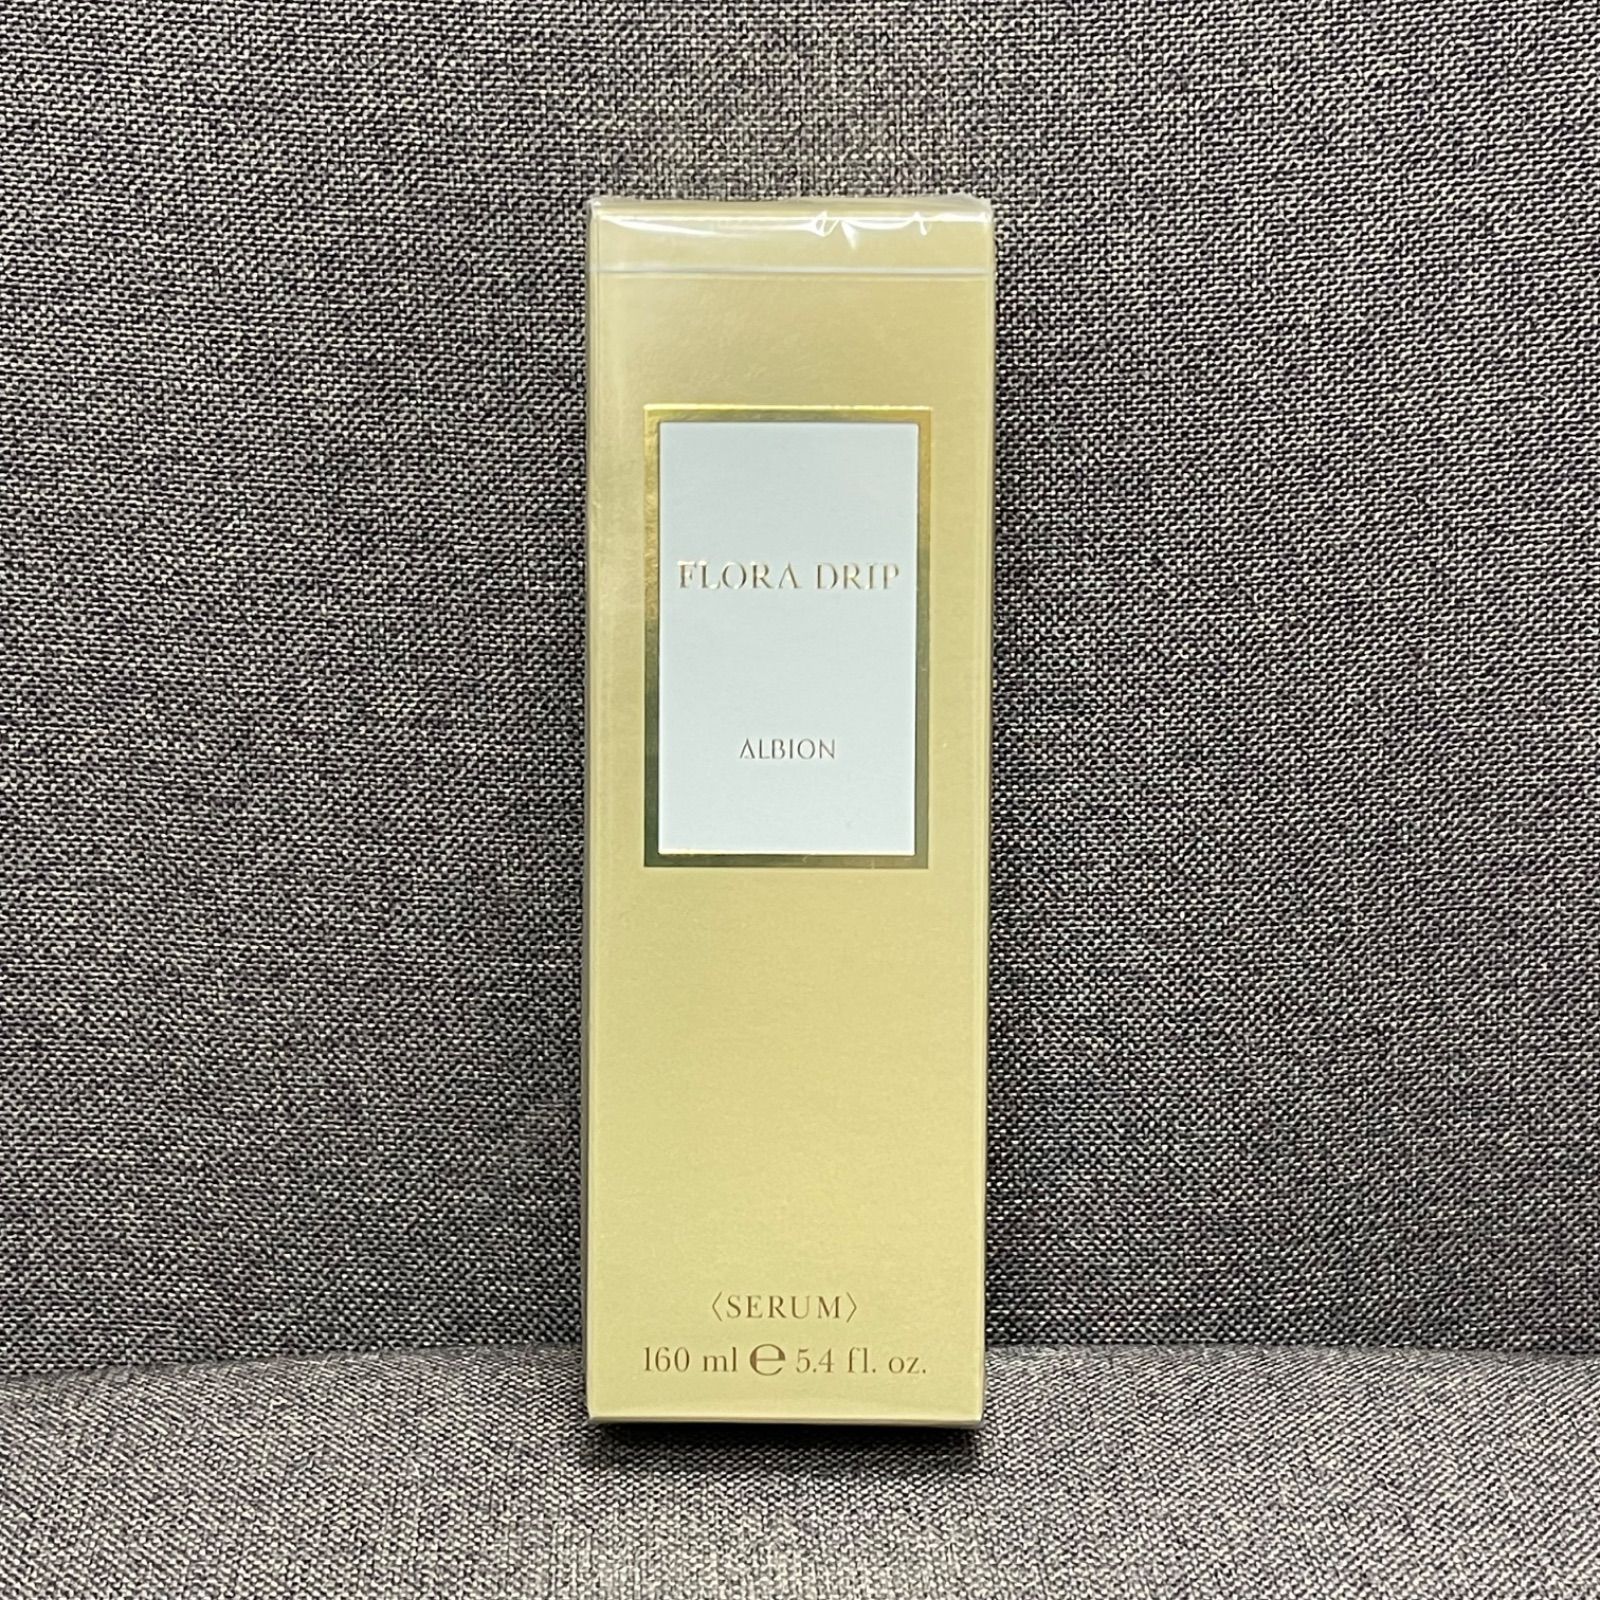 FLORA DRIP
ALBION
〈SERUM〉
160 ml ℮ 5.4 fl. oz.